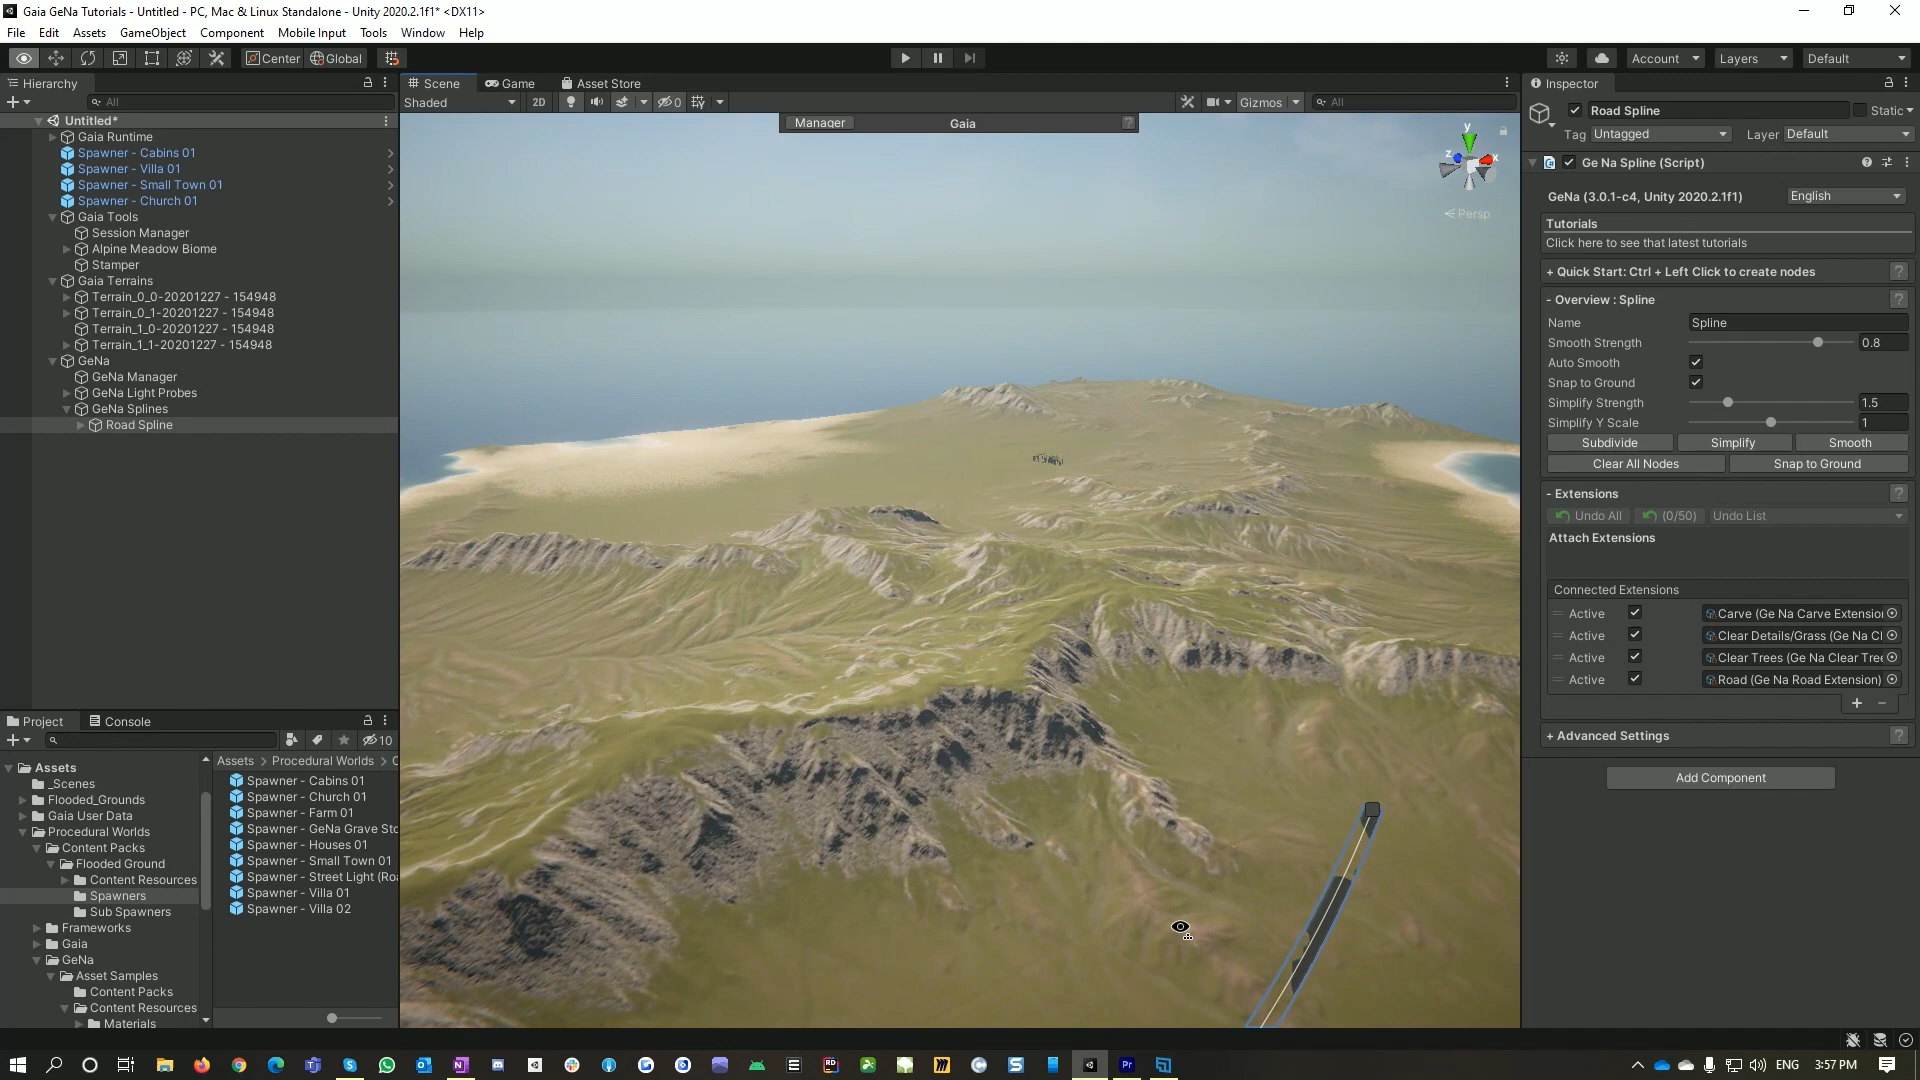 Gaia GeNa Tutorials - Untitled - PC, Mac & Linux Standalone - Unity 2020.2.1f1* <DX11>
File Edit Assets GameObject Component Mobile Input Tools Window Help
Center Global Account Layers Default
Hierarchy
All
Untitled*
Gaia Runtime
Spawner - Cabins 01
Spawner - Villa 01
Spawner - Small Town 01
Spawner - Church 01
Gaia Tools
Session Manager
Alpine Meadow Biome
Stamper
Gaia Terrains
Terrain_0_0-20201227 - 154948
Terrain_0_1-20201227 - 154948
Terrain_1_0-20201227 - 154948
Terrain_1_1-20201227 - 154948
GeNa
GeNa Manager
GeNa Light Probes
GeNa Splines
Road Spline
Scene Game Asset Store
Shaded 2D 0 Gizmos All
Manager Gaia
y
z x
Persp
Project Console
10
Assets
_Scenes
Flooded_Grounds
Gaia User Data
Procedural Worlds
Content Packs
Flooded Ground
Content Resources
Spawners
Sub Spawners
Frameworks
Gaia
GeNa
Asset Samples
Content Packs
Content Resources
Materials
Assets > Procedural Worlds > C
Spawner - Cabins 01
Spawner - Church 01
Spawner - Farm 01
Spawner - GeNa Grave Sto
Spawner - Houses 01
Spawner - Small Town 01
Spawner - Street Light (Roa
Spawner - Villa 01
Spawner - Villa 02
Inspector
Road Spline Static
Tag Untagged Layer Default
Ge Na Spline (Script)
GeNa (3.0.1-c4, Unity 2020.2.1f1) English
Tutorials
Click here to see that latest tutorials
+ Quick Start: Ctrl + Left Click to create nodes ?
- Overview : Spline ?
Name Spline
Smooth Strength 0.8
Auto Smooth
Snap to Ground
Simplify Strength 1.5
Simplify Y Scale 1
Subdivide Simplify Smooth
Clear All Nodes Snap to Ground
- Extensions ?
Undo All (0/50) Undo List
Attach Extensions
Connected Extensions
Active Carve (Ge Na Carve Extension
Active Clear Details/Grass (Ge Na Cl
Active Clear Trees (Ge Na Clear Tree
Active Road (Ge Na Road Extension)
+ -
+ Advanced Settings ?
Add Component
ENG 3:57 PM